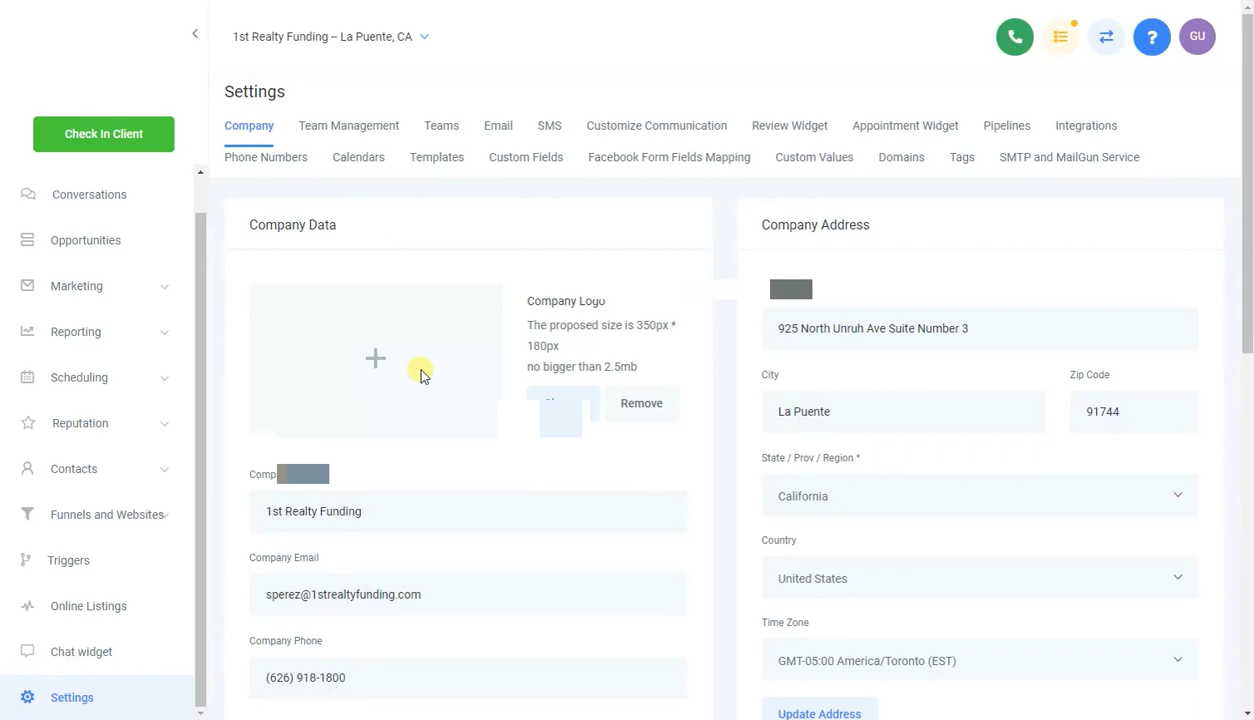 1st Realty Funding – La Puente, CA
?
GU
Settings
Check In Client
Company Team Management Teams Email SMS Customize Communication Review Widget Appointment Widget Pipelines Integrations
Phone Numbers Calendars Templates Custom Fields Facebook Form Fields Mapping Custom Values Domains Tags SMTP and MailGun Service
Conversations
Opportunities
Marketing
Reporting
Scheduling
Reputation
Contacts
Funnels and Websites
Triggers
Online Listings
Chat widget
Settings
Company Data
Company Logo
The proposed size is 350px *
180px
no bigger than 2.5mb
Remove
1st Realty Funding
Company Email
sperez@1strealtyfunding.com
Company Phone
(626) 918-1800
Company Address
925 North Unruh Ave Suite Number 3
City Zip Code
La Puente 91744
State / Prov / Region *
California
Country
United States
Time Zone
GMT-05:00 America/Toronto (EST)
Update Address